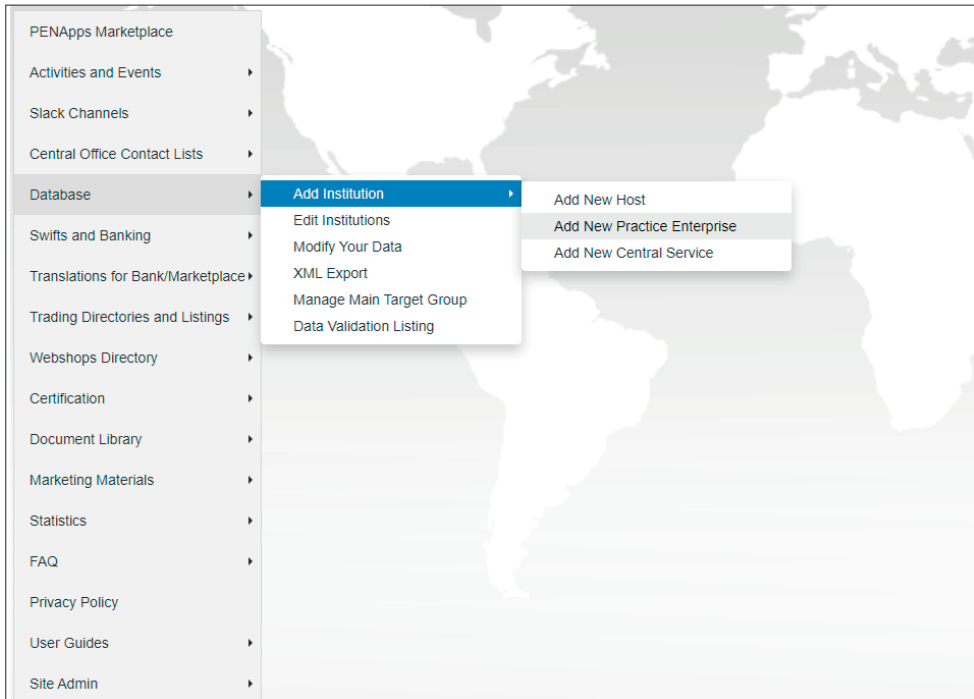 PENApps Marketplace
Activities and Events
Slack Channels
Central Office Contact Lists
Database
Swifts and Banking
Translations for Bank/Marketplace
Trading Directories and Listings
Webshops Directory
Certification
Document Library
Marketing Materials
Statistics
FAQ
Privacy Policy
User Guides
Site Admin
Add Institution
Edit Institutions
Modify Your Data
XML Export
Manage Main Target Group
Data Validation Listing
Add New Host
Add New Practice Enterprise
Add New Central Service